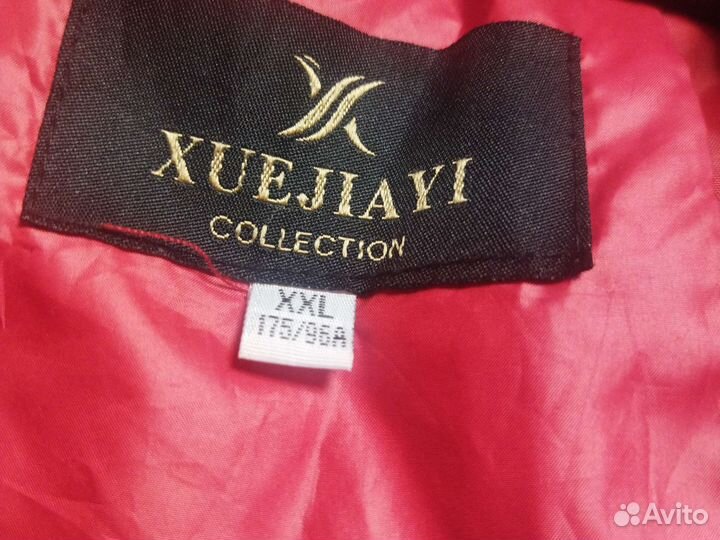 XUEJIAYI
COLLECTION
XXL
175/96A
Avito